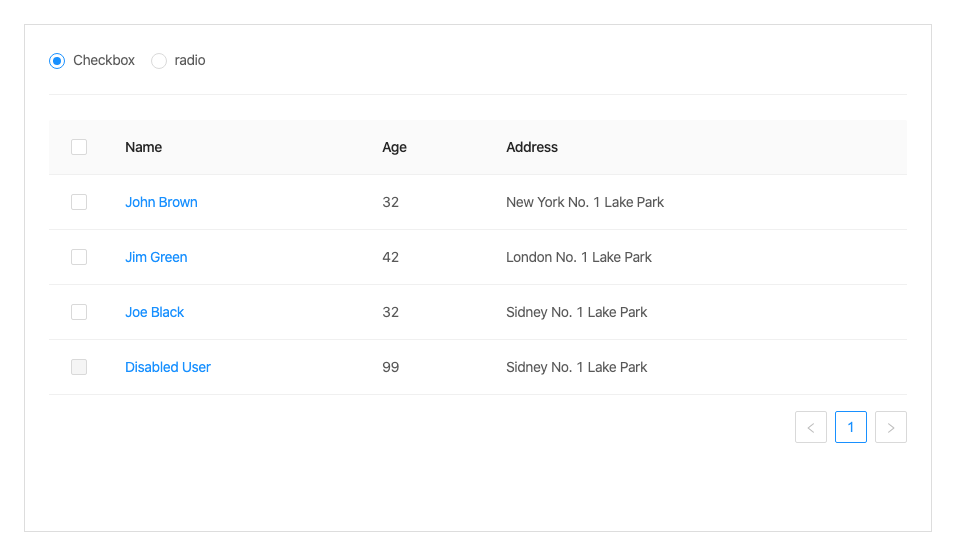 Checkbox radio
Name Age Address
John Brown 32 New York No. 1 Lake Park
Jim Green 42 London No. 1 Lake Park
Joe Black 32 Sidney No. 1 Lake Park
Disabled User 99 Sidney No. 1 Lake Park
1